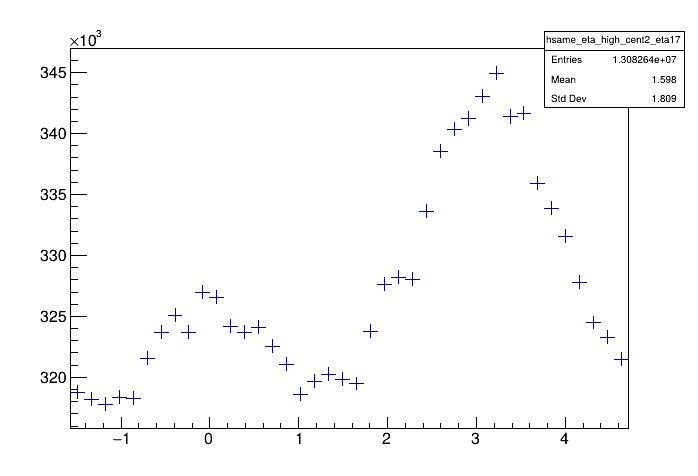 ×10³
hsame_eta_high_cent2_eta17
Entries 1.308264e+07
Mean 1.598
Std Dev 1.809
345
340
335
330
325
320
−1 0 1 2 3 4